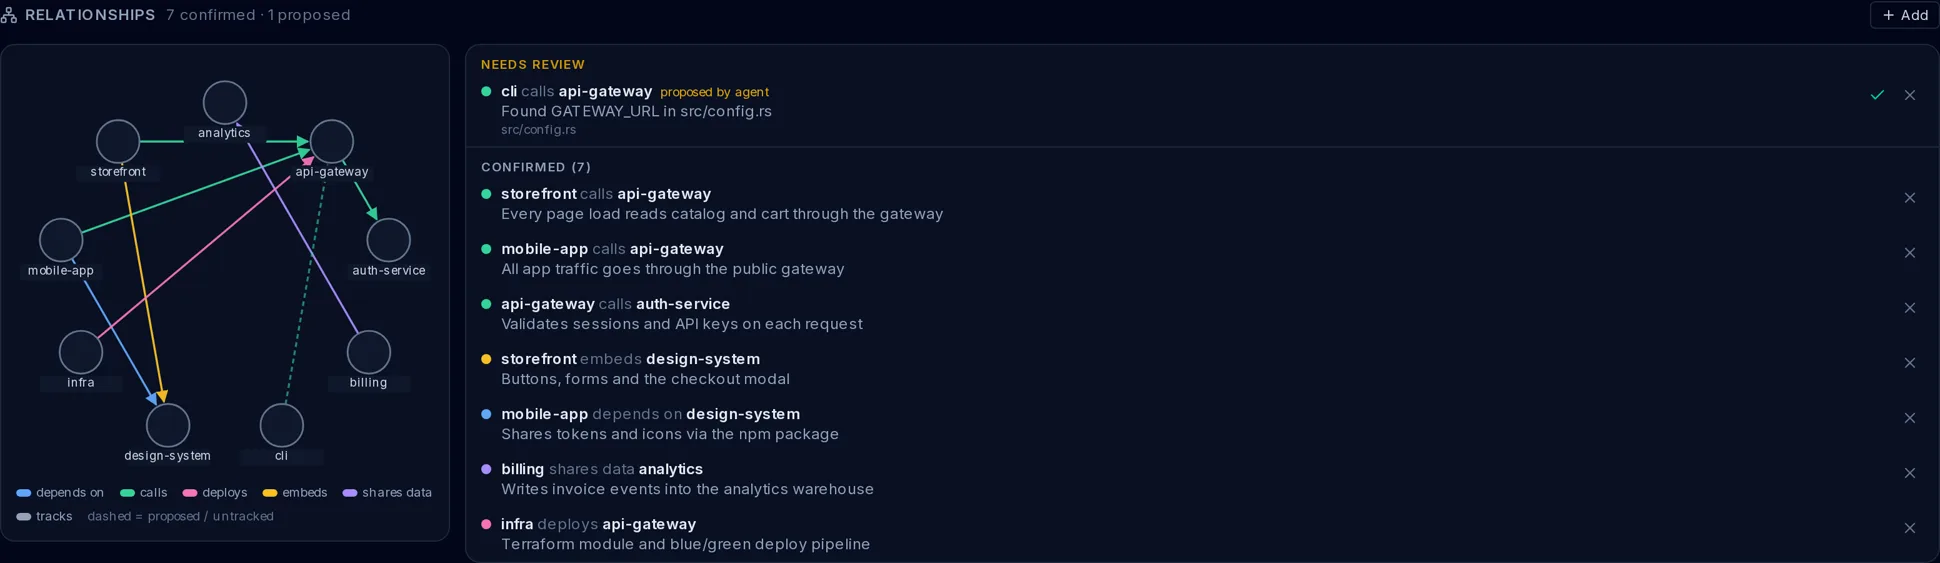 RELATIONSHIPS 7 confirmed · 1 proposed
+ Add
analytics
storefront
api-gateway
mobile-app
auth-service
infra
billing
design-system
cli
depends on calls deploys embeds shares data
tracks dashed = proposed / untracked
NEEDS REVIEW
cli calls api-gateway proposed by agent
Found GATEWAY_URL in src/config.rs
src/config.rs
CONFIRMED (7)
storefront calls api-gateway
Every page load reads catalog and cart through the gateway
mobile-app calls api-gateway
All app traffic goes through the public gateway
api-gateway calls auth-service
Validates sessions and API keys on each request
storefront embeds design-system
Buttons, forms and the checkout modal
mobile-app depends on design-system
Shares tokens and icons via the npm package
billing shares data analytics
Writes invoice events into the analytics warehouse
infra deploys api-gateway
Terraform module and blue/green deploy pipeline